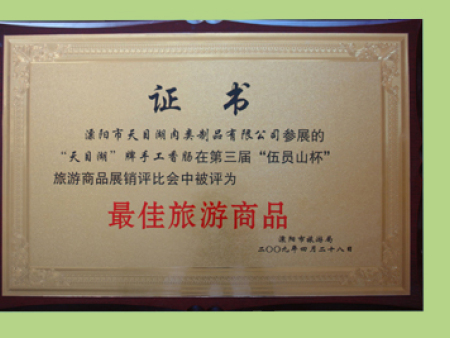 证 书
溧阳市天目湖肉类制品有限公司参展的
“天目湖”牌手工香肠在第三届“伍员山杯”
旅游商品展销评比会中被评为
最佳旅游商品
溧阳市旅游局
二〇〇九年四月二十八日